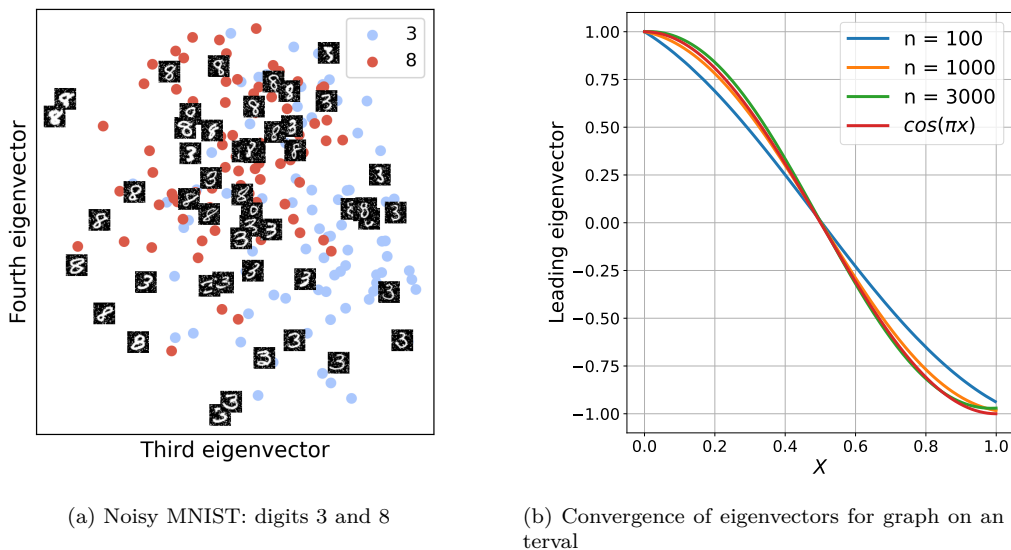 3
8
Fourth eigenvector
Third eigenvector
(a) Noisy MNIST: digits 3 and 8
1.00
0.75
0.50
0.25
0.00
−0.25
−0.50
−0.75
−1.00
Leading eigenvector
n = 100
n = 1000
n = 3000
cos(πx)
0.0 0.2 0.4 0.6 0.8 1.0
X
(b) Convergence of eigenvectors for graph on an
terval